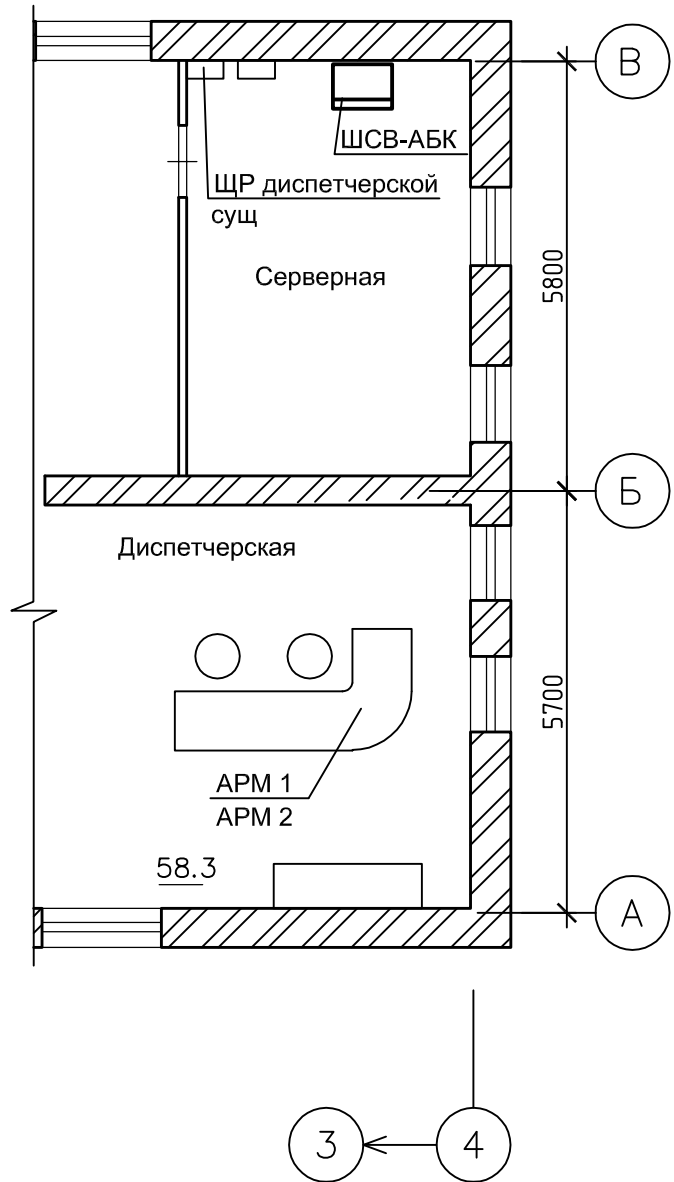 В
ШСВ-АБК
ЩР диспетчерской
сущ
Серверная
5800
Б
Диспетчерская
5700
АРМ 1
АРМ 2
58.3
А
3
4